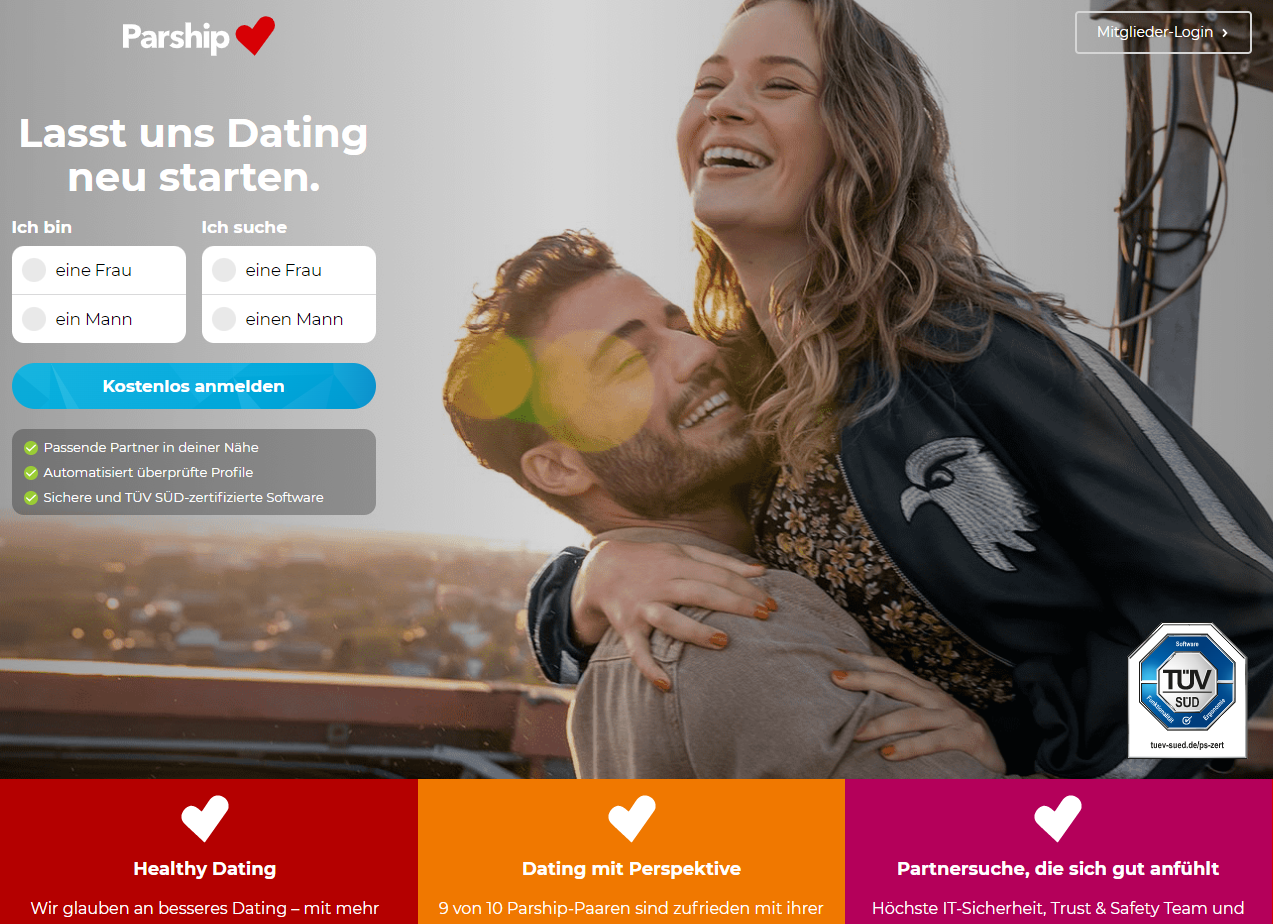 Parship
Mitglieder-Login
Lasst uns Dating
neu starten.
Ich bin
Ich suche
eine Frau
eine Frau
ein Mann
einen Mann
Kostenlos anmelden
Passende Partner in deiner Nähe
Automatisiert überprüfte Profile
Sichere und TÜV SÜD-zertifizierte Software
Software
TÜV
SÜD
Funktionalität
Ergonomie
tuev-sued.de/ps-zert
Healthy Dating
Wir glauben an besseres Dating – mit mehr
Dating mit Perspektive
9 von 10 Parship-Paaren sind zufrieden mit ihrer
Partnersuche, die sich gut anfühlt
Höchste IT-Sicherheit, Trust & Safety Team und